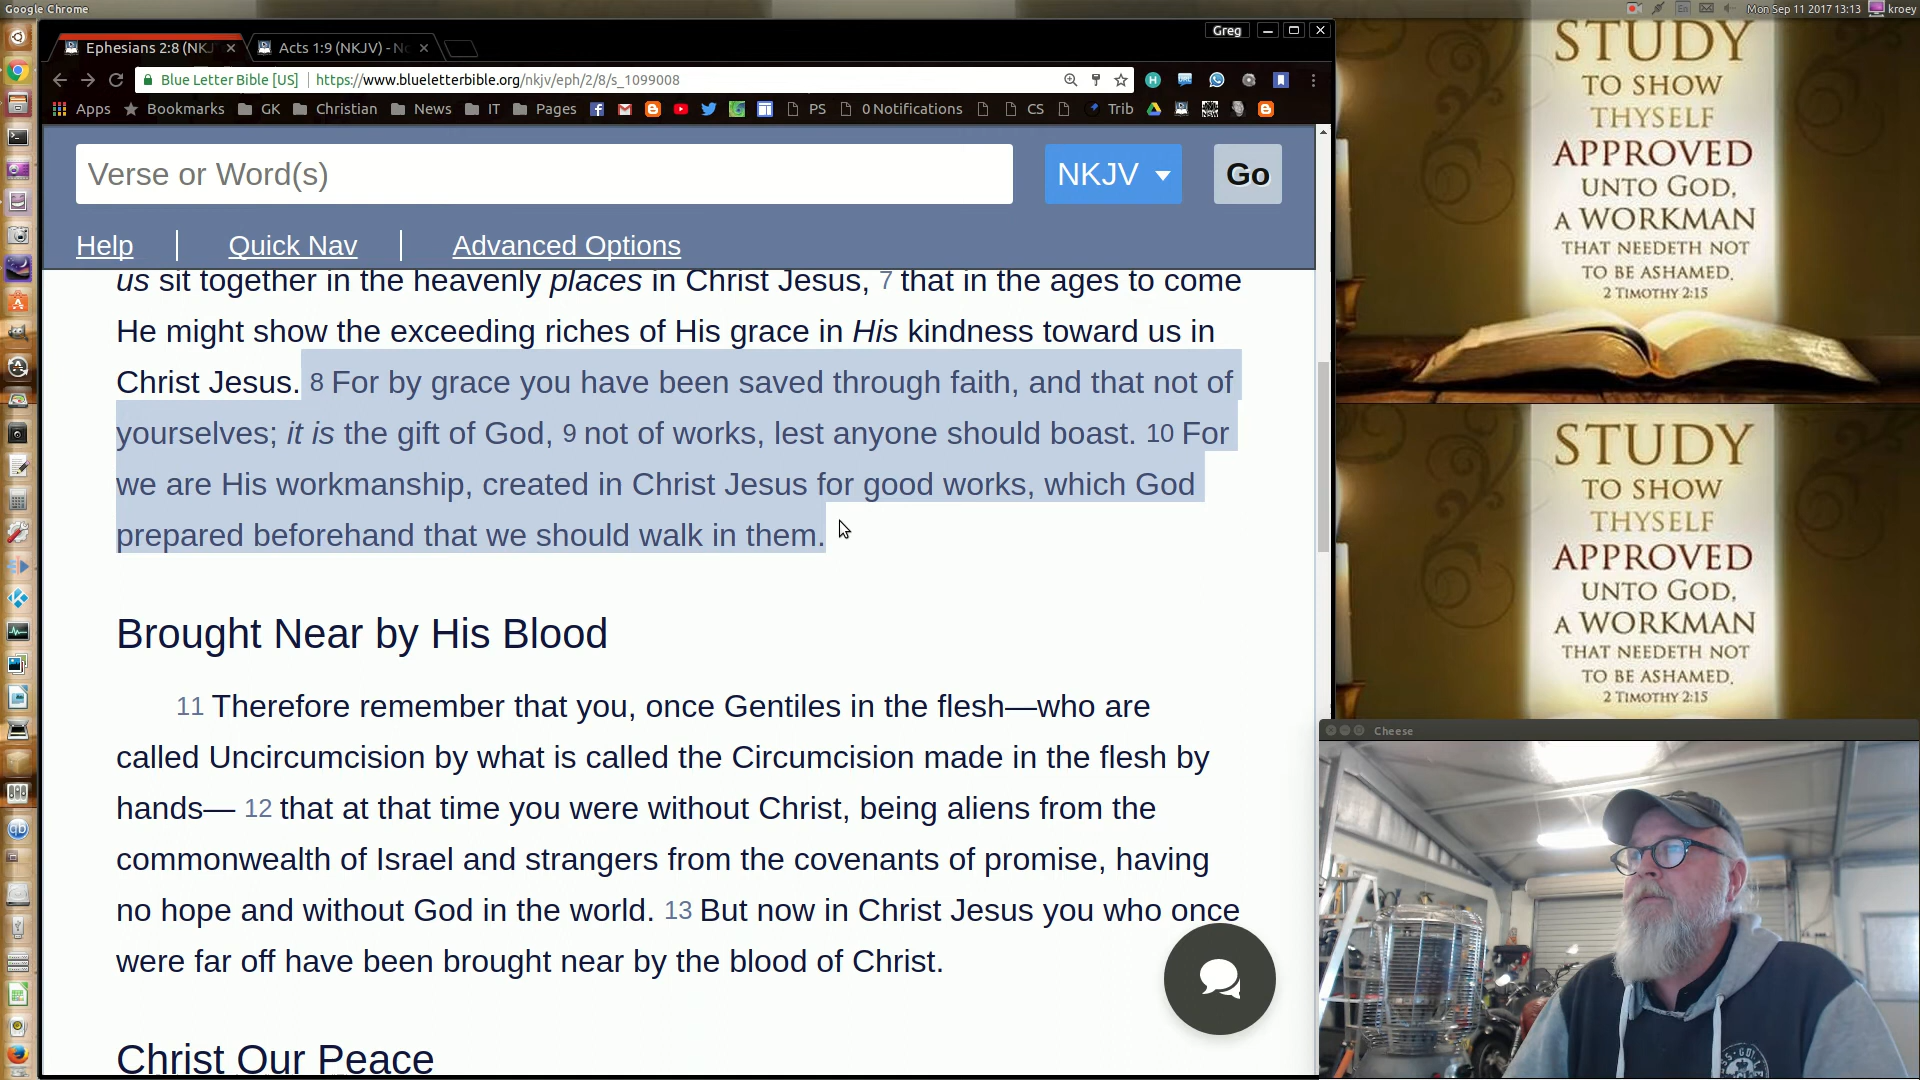 Google Chrome
En
Mon Sep 11 2017 13:13
kroey
Greg
Ephesians 2:8 (NKJ
Acts 1:9 (NKJV) - N
Blue Letter Bible [US]
https://www.blueletterbible.org/nkjv/eph/2/8/s_1099008
Apps
Bookmarks
GK
Christian
News
IT
Pages
PS
0 Notifications
CS
Trib
Verse or Word(s)
NKJV
Go
Help
Quick Nav
Advanced Options
us sit together in the heavenly places in Christ Jesus, 7 that in the ages to come
He might show the exceeding riches of His grace in His kindness toward us in
Christ Jesus. 8 For by grace you have been saved through faith, and that not of
yourselves; it is the gift of God, 9 not of works, lest anyone should boast. 10 For
we are His workmanship, created in Christ Jesus for good works, which God
prepared beforehand that we should walk in them.
Brought Near by His Blood
11 Therefore remember that you, once Gentiles in the flesh—who are
called Uncircumcision by what is called the Circumcision made in the flesh by
hands— 12 that at that time you were without Christ, being aliens from the
commonwealth of Israel and strangers from the covenants of promise, having
no hope and without God in the world. 13 But now in Christ Jesus you who once
were far off have been brought near by the blood of Christ.
Christ Our Peace
STUDY
TO SHOW
THYSELF
APPROVED
UNTO GOD,
A WORKMAN
THAT NEEDETH NOT
TO BE ASHAMED.
2 TIMOTHY 2:15
STUDY
TO SHOW
THYSELF
APPROVED
UNTO GOD,
A WORKMAN
THAT NEEDETH NOT
TO BE ASHAMED.
2 TIMOTHY 2:15
Cheese